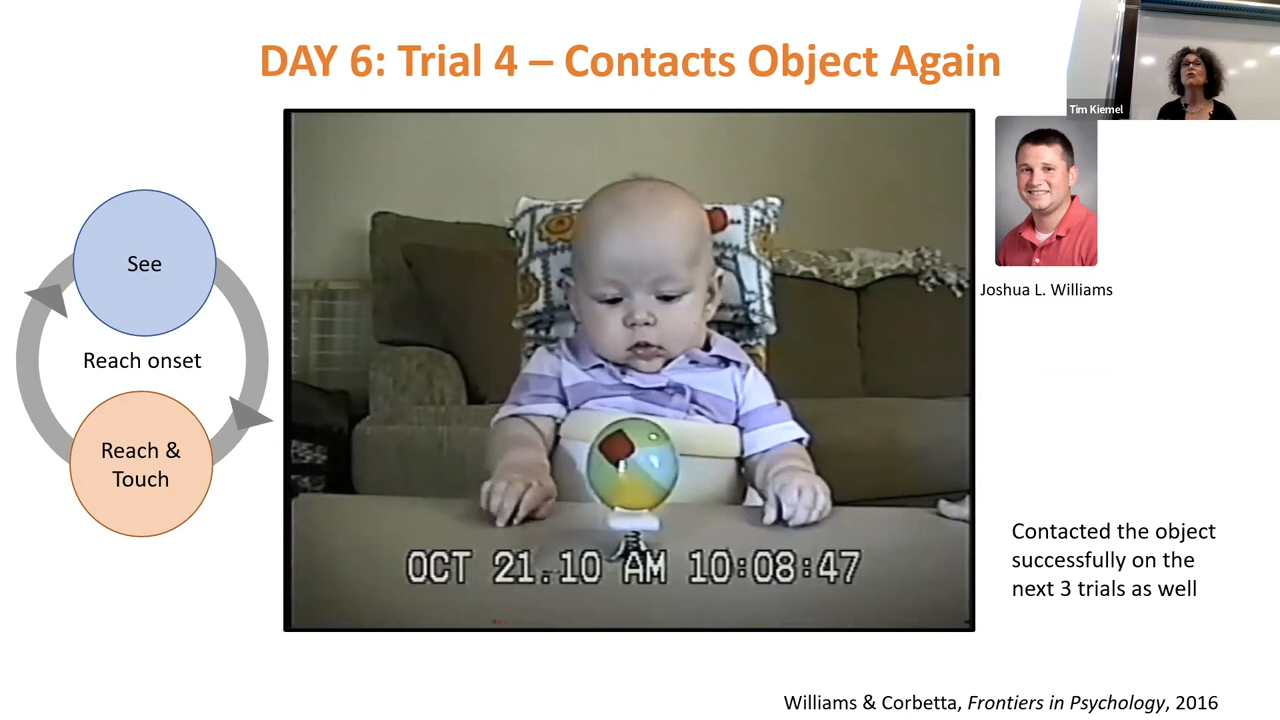 DAY 6: Trial 4 – Contacts Object Again
Tim Kiemel
Joshua L. Williams
See
Reach onset
Reach &
Touch
OCT 21.10 AM 10:08:47
Contacted the object
successfully on the
next 3 trials as well
Williams & Corbetta, Frontiers in Psychology, 2016